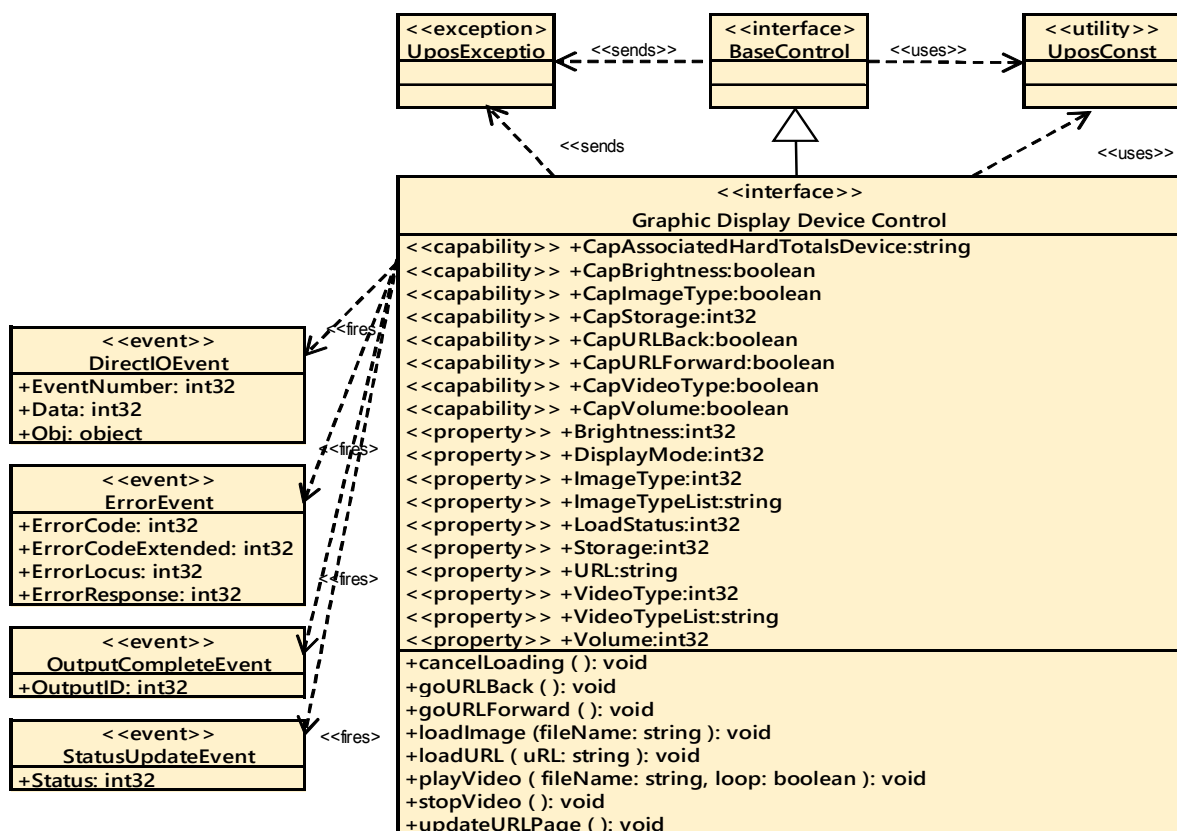 <<exception>
UposExceptio
<<sends>>
<<interface>
BaseControl
<<uses>>
<<utility>>
UposConst
<<sends
<<uses>>
<<interface>>
Graphic Display Device Control
<<capability>> +CapAssociatedHardTotalsDevice:string
<<capability>> +CapBrightness:boolean
<<capability>> +CapImageType:boolean
<<capability>> +CapStorage:int32
<<capability>> +CapURLBack:boolean
<<capability>> +CapURLForward:boolean
<<capability>> +CapVideoType:boolean
<<capability>> +CapVolume:boolean
<<property>> +Brightness:int32
<<property>> +DisplayMode:int32
<<property>> +ImageType:int32
<<property>> +ImageTypeList:string
<<property>> +LoadStatus:int32
<<property>> +Storage:int32
<<property>> +URL:string
<<property>> +VideoType:int32
<<property>> +VideoTypeList:string
<<property>> +Volume:int32
+cancelLoading ( ): void
+goURLBack ( ): void
+goURLForward ( ): void
+loadImage (fileName: string ): void
+loadURL ( uRL: string ): void
+playVideo ( fileName: string, loop: boolean ): void
+stopVideo ( ): void
+updateURLPage ( ): void
<<fires
<<event>>
DirectIOEvent
+EventNumber: int32
+Data: int32
+Obj: object
<<fires>
<<event>>
ErrorEvent
+ErrorCode: int32
+ErrorCodeExtended: int32
+ErrorLocus: int32
+ErrorResponse: int32
<<fires>
<<event>>
OutputCompleteEvent
+OutputID: int32
<<fires>
<<event>>
StatusUpdateEvent
+Status: int32